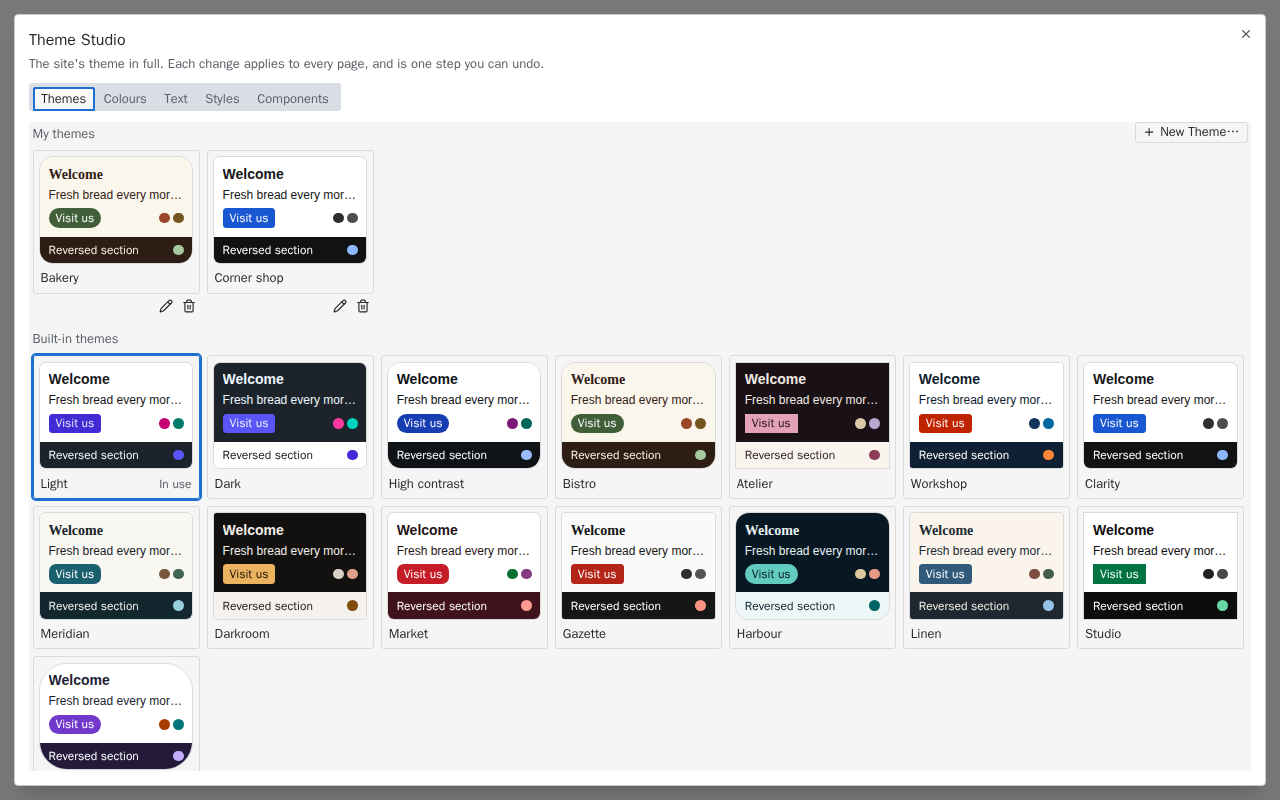 Theme Studio
The site's theme in full. Each change applies to every page, and is one step you can undo.
Themes Colours Text Styles Components
My themes
+ New Theme···
Welcome Welcome
Fresh bread every mor... Fresh bread every mor...
Visit us Visit us
Reversed section Reversed section
Bakery Corner shop
Built-in themes
Welcome Welcome Welcome Welcome Welcome Welcome Welcome
Fresh bread every mor... Fresh bread every mor... Fresh bread every mor... Fresh bread every mor... Fresh bread every mor... Fresh bread every mor... Fresh bread every mor...
Visit us Visit us Visit us Visit us Visit us Visit us Visit us
Reversed section Reversed section Reversed section Reversed section Reversed section Reversed section Reversed section
Light In use Dark High contrast Bistro Atelier Workshop Clarity
Welcome Welcome Welcome Welcome Welcome Welcome Welcome
Fresh bread every mor... Fresh bread every mor... Fresh bread every mor... Fresh bread every mor... Fresh bread every mor... Fresh bread every mor... Fresh bread every mor...
Visit us Visit us Visit us Visit us Visit us Visit us Visit us
Reversed section Reversed section Reversed section Reversed section Reversed section Reversed section Reversed section
Meridian Darkroom Market Gazette Harbour Linen Studio
Welcome
Fresh bread every mor...
Visit us
Reversed section